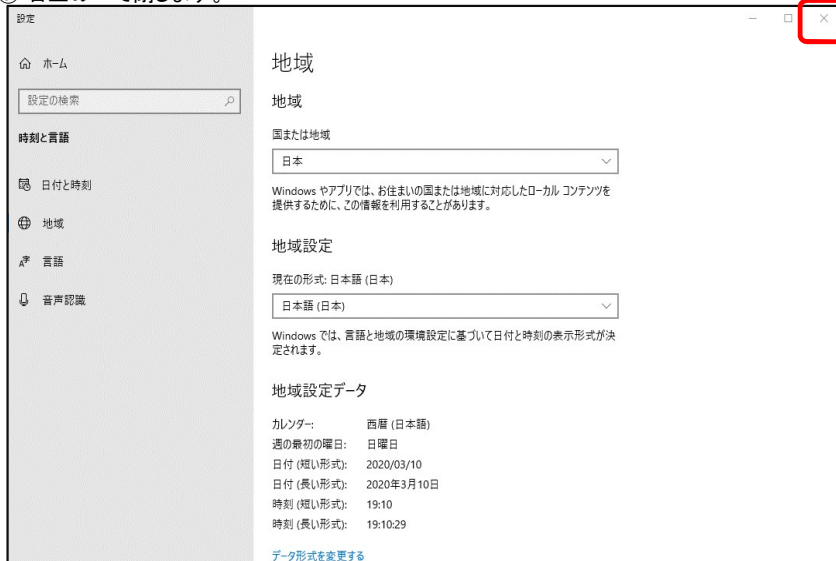 設定
ホーム
設定の検索
時刻と言語
日付と時刻
地域
言語
音声認識
地域
地域
国または地域
日本
Windows やアプリでは、お住まいの国または地域に対応したローカル コンテンツを
提供するために、この情報を利用することがあります。
地域設定
現在の形式: 日本語 (日本)
日本語 (日本)
Windows では、言語と地域の環境設定に基づいて日付と時刻の表示形式が決
定されます。
地域設定データ
カレンダー: 西暦 (日本語)
週の最初の曜日: 日曜日
日付 (短い形式): 2020/03/10
日付 (長い形式): 2020年3月10日
時刻 (短い形式): 19:10
時刻 (長い形式): 19:10:29
データ形式を変更する